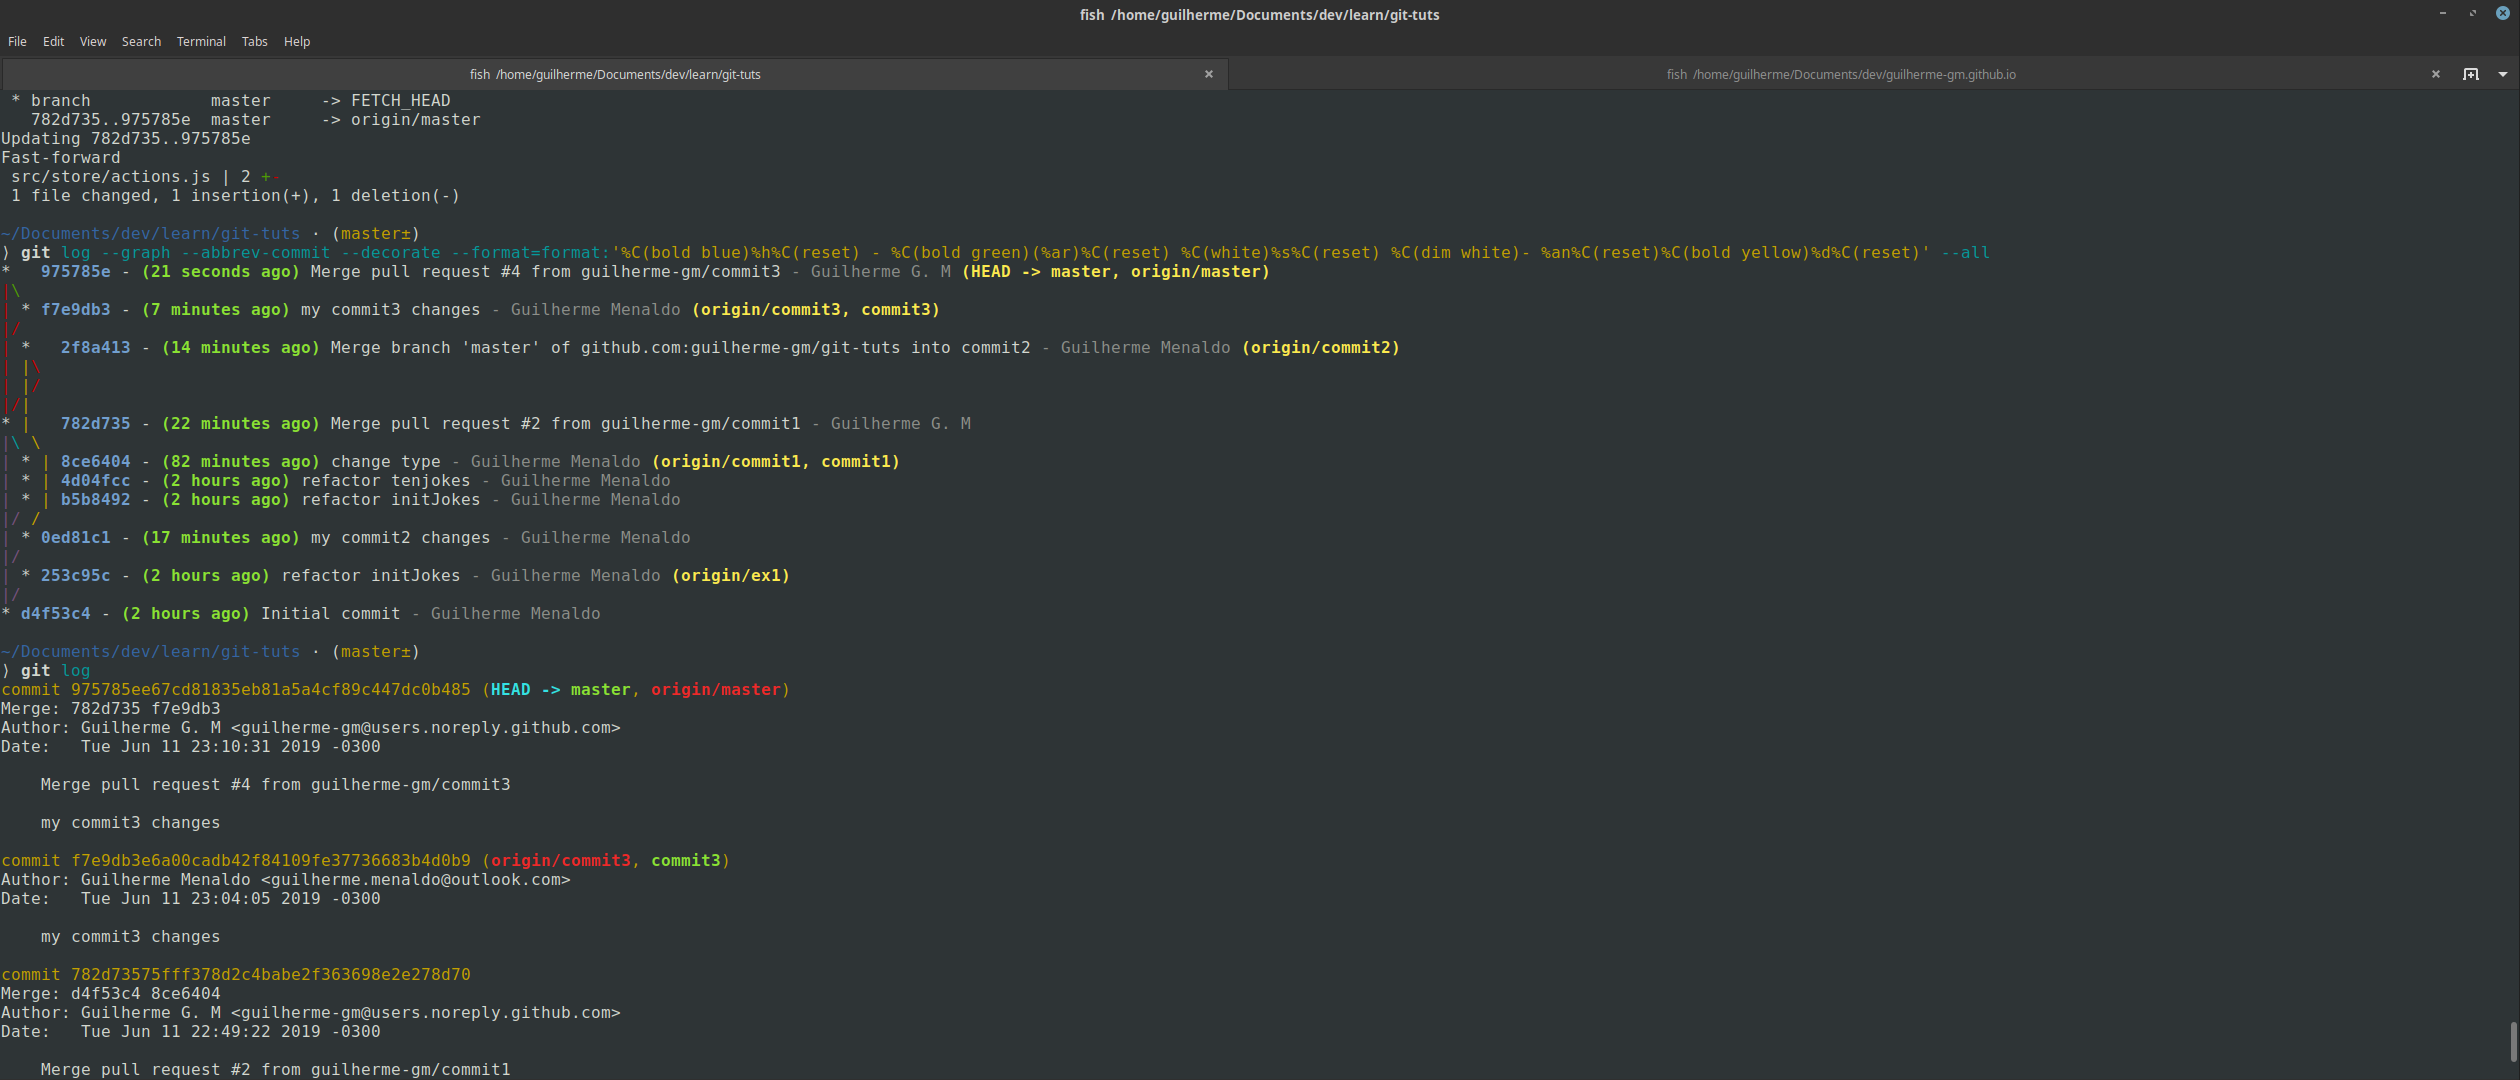 fish /home/guilherme/Documents/dev/learn/git-tuts
File Edit View Search Terminal Tabs Help
fish /home/guilherme/Documents/dev/learn/git-tuts
fish /home/guilherme/Documents/dev/guilherme-gm.github.io
 * branch            master     -> FETCH_HEAD
   782d735..975785e  master     -> origin/master
Updating 782d735..975785e
Fast-forward
 src/store/actions.js | 2 +
 1 file changed, 1 insertion(+), 1 deletion(-)
~/Documents/dev/learn/git-tuts · (master±)
⟩ git log --graph --abbrev-commit --decorate --format=format:'%C(bold blue)%h%C(reset) - %C(bold green)(%ar)%C(reset) %C(white)%s%C(reset) %C(dim white)- %an%C(reset)%C(bold yellow)%d%C(reset)' --all
*   975785e - (21 seconds ago) Merge pull request #4 from guilherme-gm/commit3 - Guilherme G. M (HEAD -> master, origin/master)
|\
| * f7e9db3 - (7 minutes ago) my commit3 changes - Guilherme Menaldo (origin/commit3, commit3)
|/
| *   2f8a413 - (14 minutes ago) Merge branch 'master' of github.com:guilherme-gm/git-tuts into commit2 - Guilherme Menaldo (origin/commit2)
| |\
| |/
|/|
* |   782d735 - (22 minutes ago) Merge pull request #2 from guilherme-gm/commit1 - Guilherme G. M
|\ \
| * | 8ce6404 - (82 minutes ago) change type - Guilherme Menaldo (origin/commit1, commit1)
| * | 4d04fcc - (2 hours ago) refactor tenjokes - Guilherme Menaldo
| * | b5b8492 - (2 hours ago) refactor initJokes - Guilherme Menaldo
|/ /
| * 0ed81c1 - (17 minutes ago) my commit2 changes - Guilherme Menaldo
|/
| * 253c95c - (2 hours ago) refactor initJokes - Guilherme Menaldo (origin/ex1)
|/
* d4f53c4 - (2 hours ago) Initial commit - Guilherme Menaldo
~/Documents/dev/learn/git-tuts · (master±)
⟩ git log
commit 975785ee67cd81835eb81a5a4cf89c447dc0b485 (HEAD -> master, origin/master)
Merge: 782d735 f7e9db3
Author: Guilherme G. M <guilherme-gm@users.noreply.github.com>
Date:   Tue Jun 11 23:10:31 2019 -0300
    Merge pull request #4 from guilherme-gm/commit3
    my commit3 changes
commit f7e9db3e6a00cadb42f84109fe37736683b4d0b9 (origin/commit3, commit3)
Author: Guilherme Menaldo <guilherme.menaldo@outlook.com>
Date:   Tue Jun 11 23:04:05 2019 -0300
    my commit3 changes
commit 782d73575fff378d2c4babe2f363698e2e278d70
Merge: d4f53c4 8ce6404
Author: Guilherme G. M <guilherme-gm@users.noreply.github.com>
Date:   Tue Jun 11 22:49:22 2019 -0300
    Merge pull request #2 from guilherme-gm/commit1